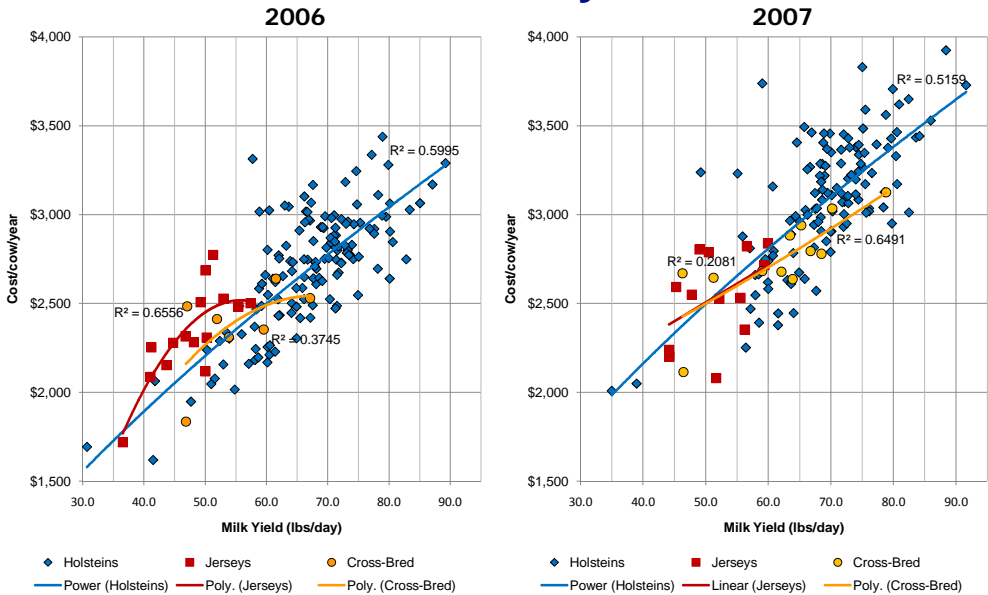 2006
2007
Cost/cow/year
$4,000
$3,500
$3,000
$2,500
$2,000
$1,500
R² = 0.5995
R² = 0.6556
R² = 0.3745
30.0 40.0 50.0 60.0 70.0 80.0 90.0
Milk Yield (lbs/day)
Holsteins Jerseys Cross-Bred
Power (Holsteins) Poly. (Jerseys) Poly. (Cross-Bred)
Cost/cow/year
$4,000
$3,500
$3,000
$2,500
$2,000
$1,500
R² = 0.5159
R² = 0.6491
R² = 0.2081
30.0 40.0 50.0 60.0 70.0 80.0 90.0
Milk Yield (lbs/day)
Holsteins Jerseys Cross-Bred
Power (Holsteins) Linear (Jerseys) Poly. (Cross-Bred)